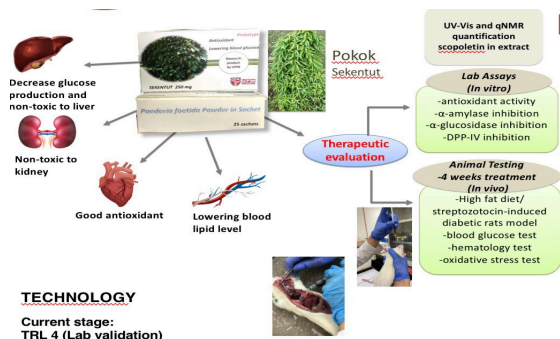 Prototype
Antioxidant
Lowering blood glucose
SEKENTUT 250 mg
Paederia foetida Powder in Sachet
25 sachets
Pokok
Sekentut
Decrease glucose
production and
non-toxic to liver
Non-toxic to
kidney
Good antioxidant
Lowering blood
lipid level
Therapeutic
evaluation
UV-Vis and qNMR
quantification
scopoletin in extract
Lab Assays
(In vitro)
-antioxidant activity
-α-amylase inhibition
-α-glucosidase inhibition
-DPP-IV inhibition
Animal Testing
-4 weeks treatment
(In vivo)
-High fat diet/
streptozotocin-induced
diabetic rats model
-blood glucose test
-hematology test
-oxidative stress test
TECHNOLOGY
Current stage:
TRL 4 (Lab validation)